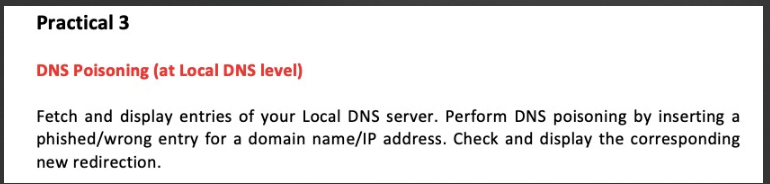 Practical 3
DNS Poisoning (at Local DNS level)
Fetch and display entries of your Local DNS server. Perform DNS poisoning by inserting a
phished/wrong entry for a domain name/IP address. Check and display the corresponding
new redirection.